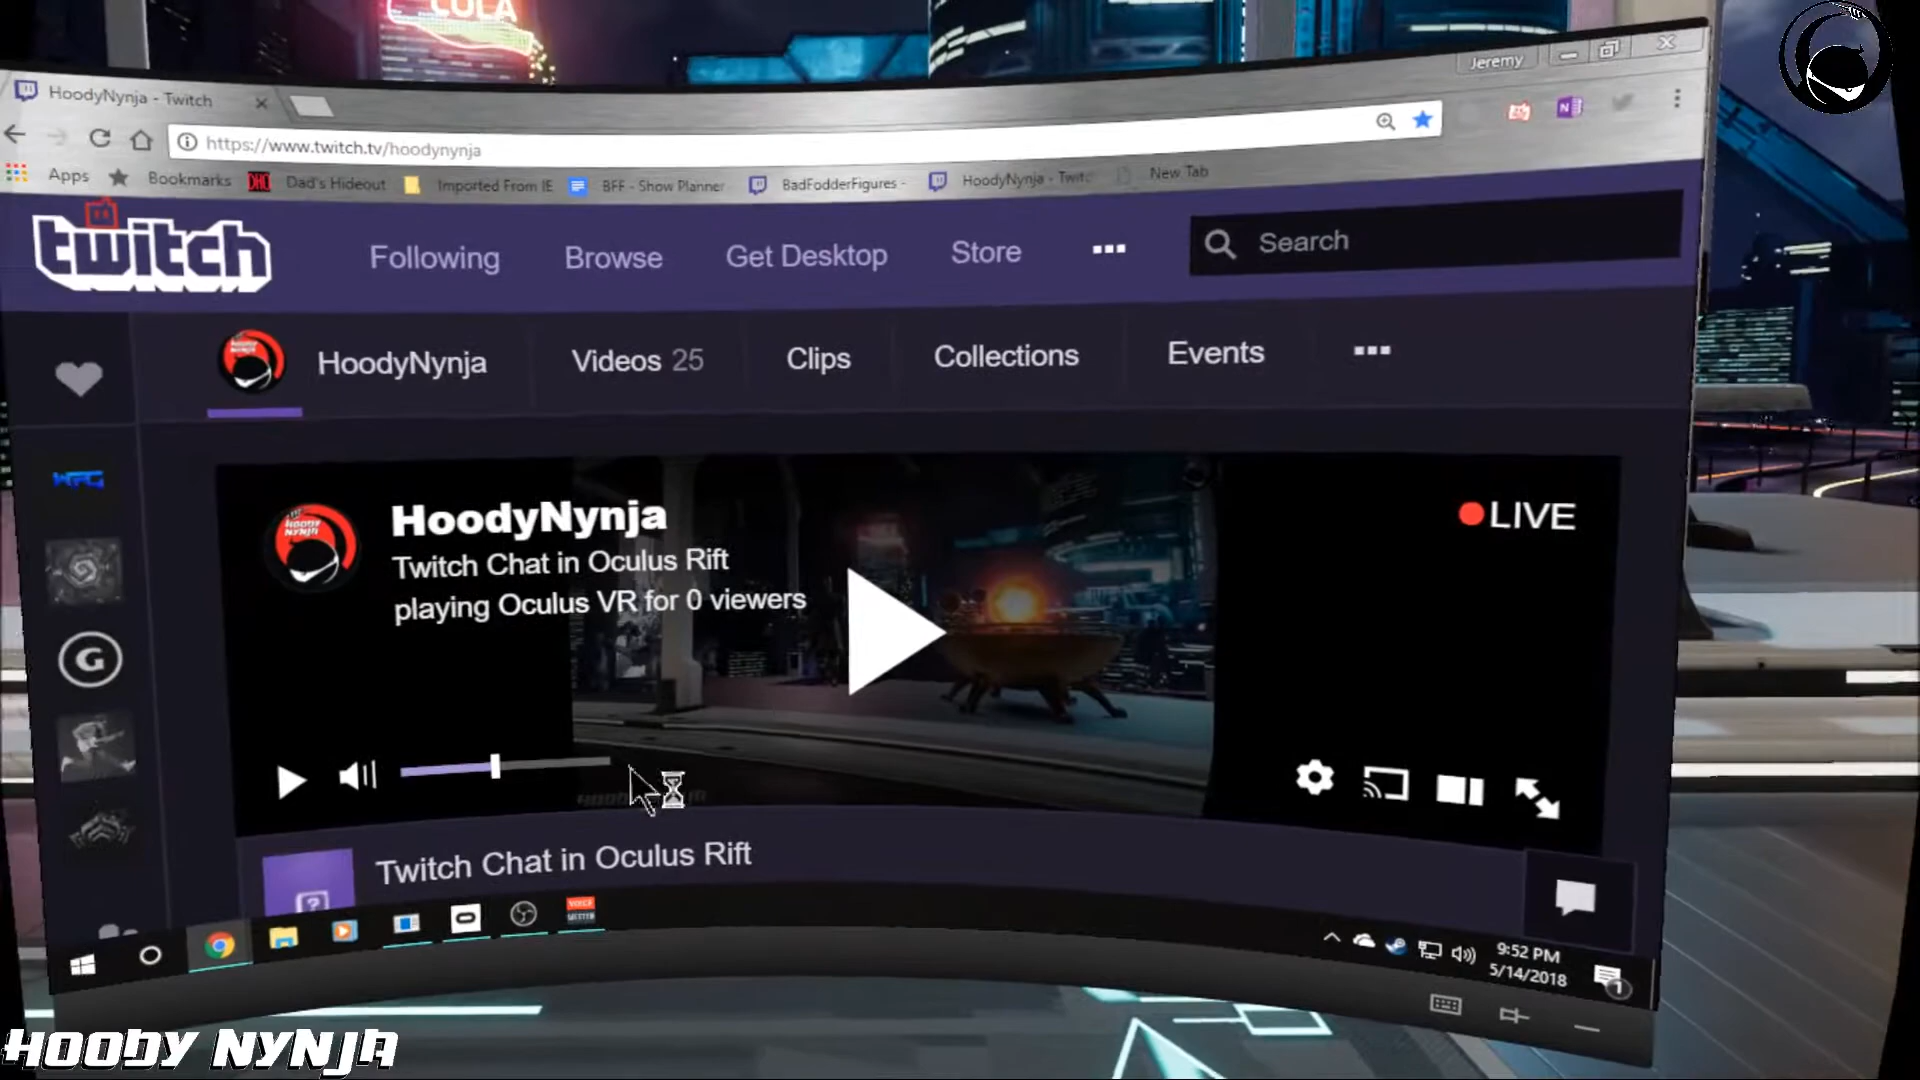 COLA
Jeremy
HoodyNynja - Twitch
https://www.twitch.tv/hoodynynja
Apps Bookmarks Dad's Hideout Imported From IE BFF - Show Planner BadFodderFigures - HoodyNynja - Twitc New Tab
twitch Following Browse Get Desktop Store Search
HoodyNynja Videos 25 Clips Collections Events
HoodyNynja
LIVE
Twitch Chat in Oculus Rift
playing Oculus VR for 0 viewers
Twitch Chat in Oculus Rift
9:52 PM
5/14/2018
1
HOODY NYNJA